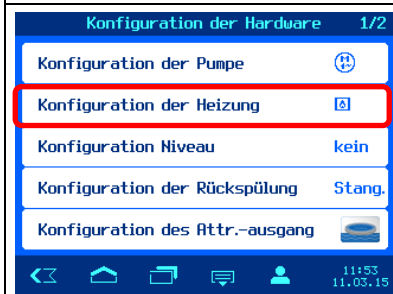 Konfiguration der Hardware 1/2
Konfiguration der Pumpe
Konfiguration der Heizung
Konfiguration Niveau kein
Konfiguration der Rückspülung Stang.
Konfiguration des Attr.-ausgang
11:53
11.03.15